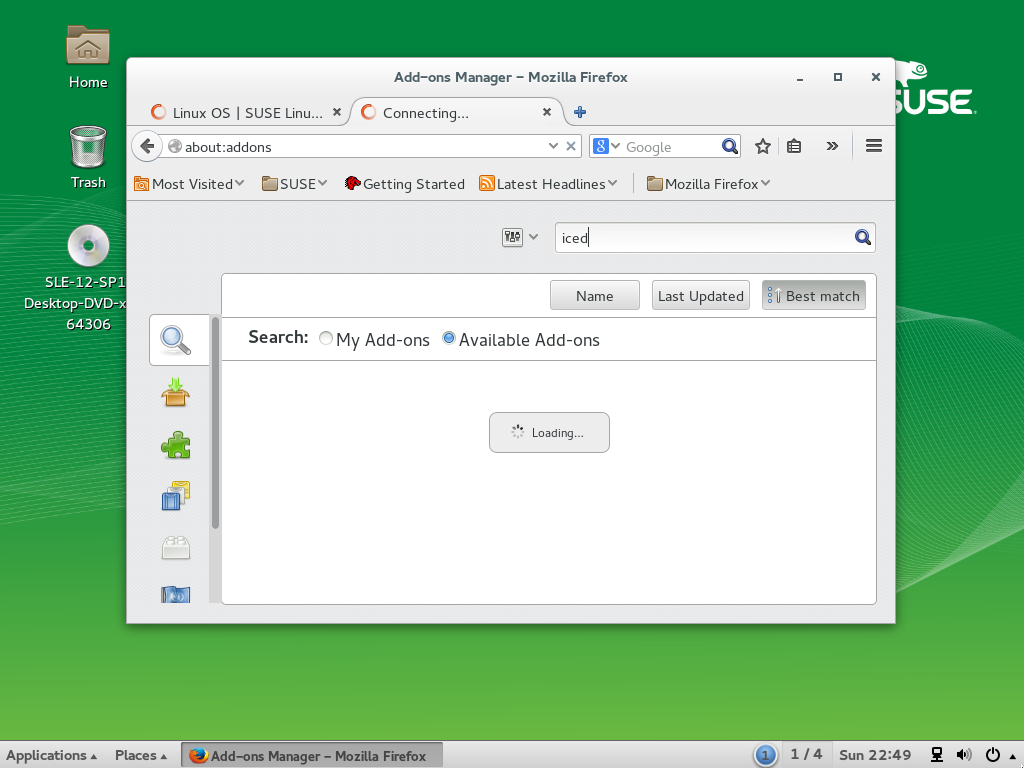 Home
Trash
SLE-12-SP1
Desktop-DVD-x
64306
SUSE
Add-ons Manager - Mozilla Firefox
Linux OS | SUSE Linu...
Connecting...
about:addons
8
Google
Most Visited
SUSE
Getting Started
Latest Headlines
Mozilla Firefox
iced
Name
Last Updated
Best match
Search:
My Add-ons
Available Add-ons
Loading...
Applications
Places
Add-ons Manager - Mozilla Firefox
1
1 / 4
Sun 22:49